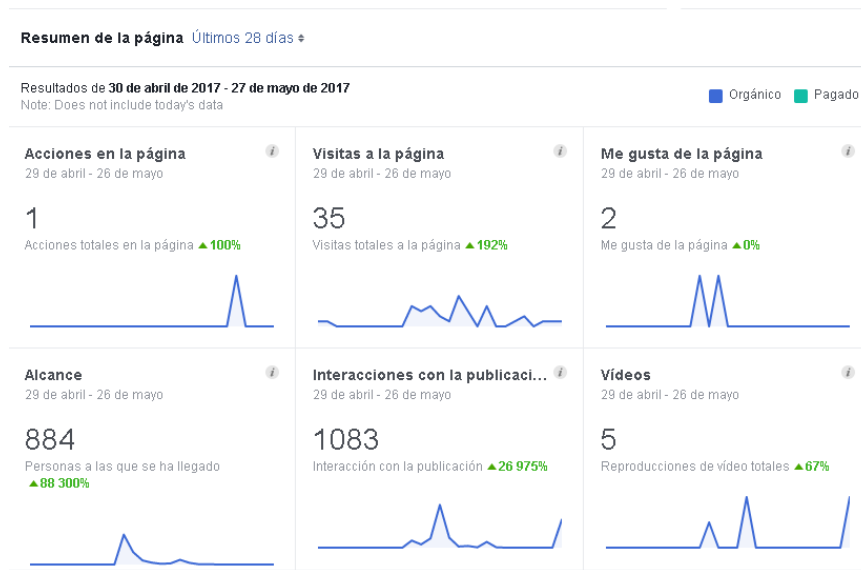 Resumen de la página Últimos 28 días
Resultados de 30 de abril de 2017 - 27 de mayo de 2017
Note: Does not include today's data
Orgánico Pagado
Acciones en la página
29 de abril - 26 de mayo
1
Acciones totales en la página ▲100%
Visitas a la página
29 de abril - 26 de mayo
35
Visitas totales a la página ▲192%
Me gusta de la página
29 de abril - 26 de mayo
2
Me gusta de la página ▲0%
Alcance
29 de abril - 26 de mayo
884
Personas a las que se ha llegado
▲88 300%
Interacciones con la publicaci...
29 de abril - 26 de mayo
1083
Interacción con la publicación ▲26 975%
Vídeos
29 de abril - 26 de mayo
5
Reproducciones de vídeo totales ▲67%